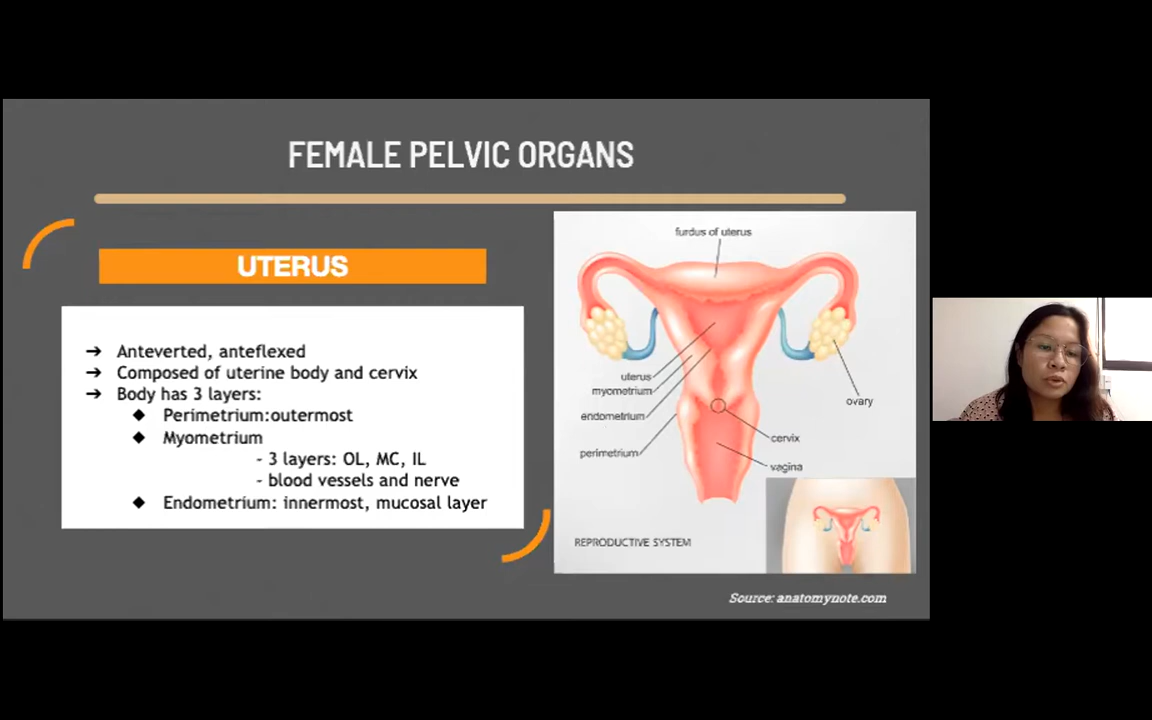 FEMALE PELVIC ORGANS
UTERUS
➔ Anteverted, anteflexed
➔ Composed of uterine body and cervix
➔ Body has 3 layers:
◆ Perimetrium:outermost
◆ Myometrium
- 3 layers: OL, MC, IL
- blood vessels and nerve
◆ Endometrium: innermost, mucosal layer
furdus of uterus
uterus
myometrium
endometrium
perimetrium
ovary
cervix
vagina
REPRODUCTIVE SYSTEM
Source: anatomynote.com